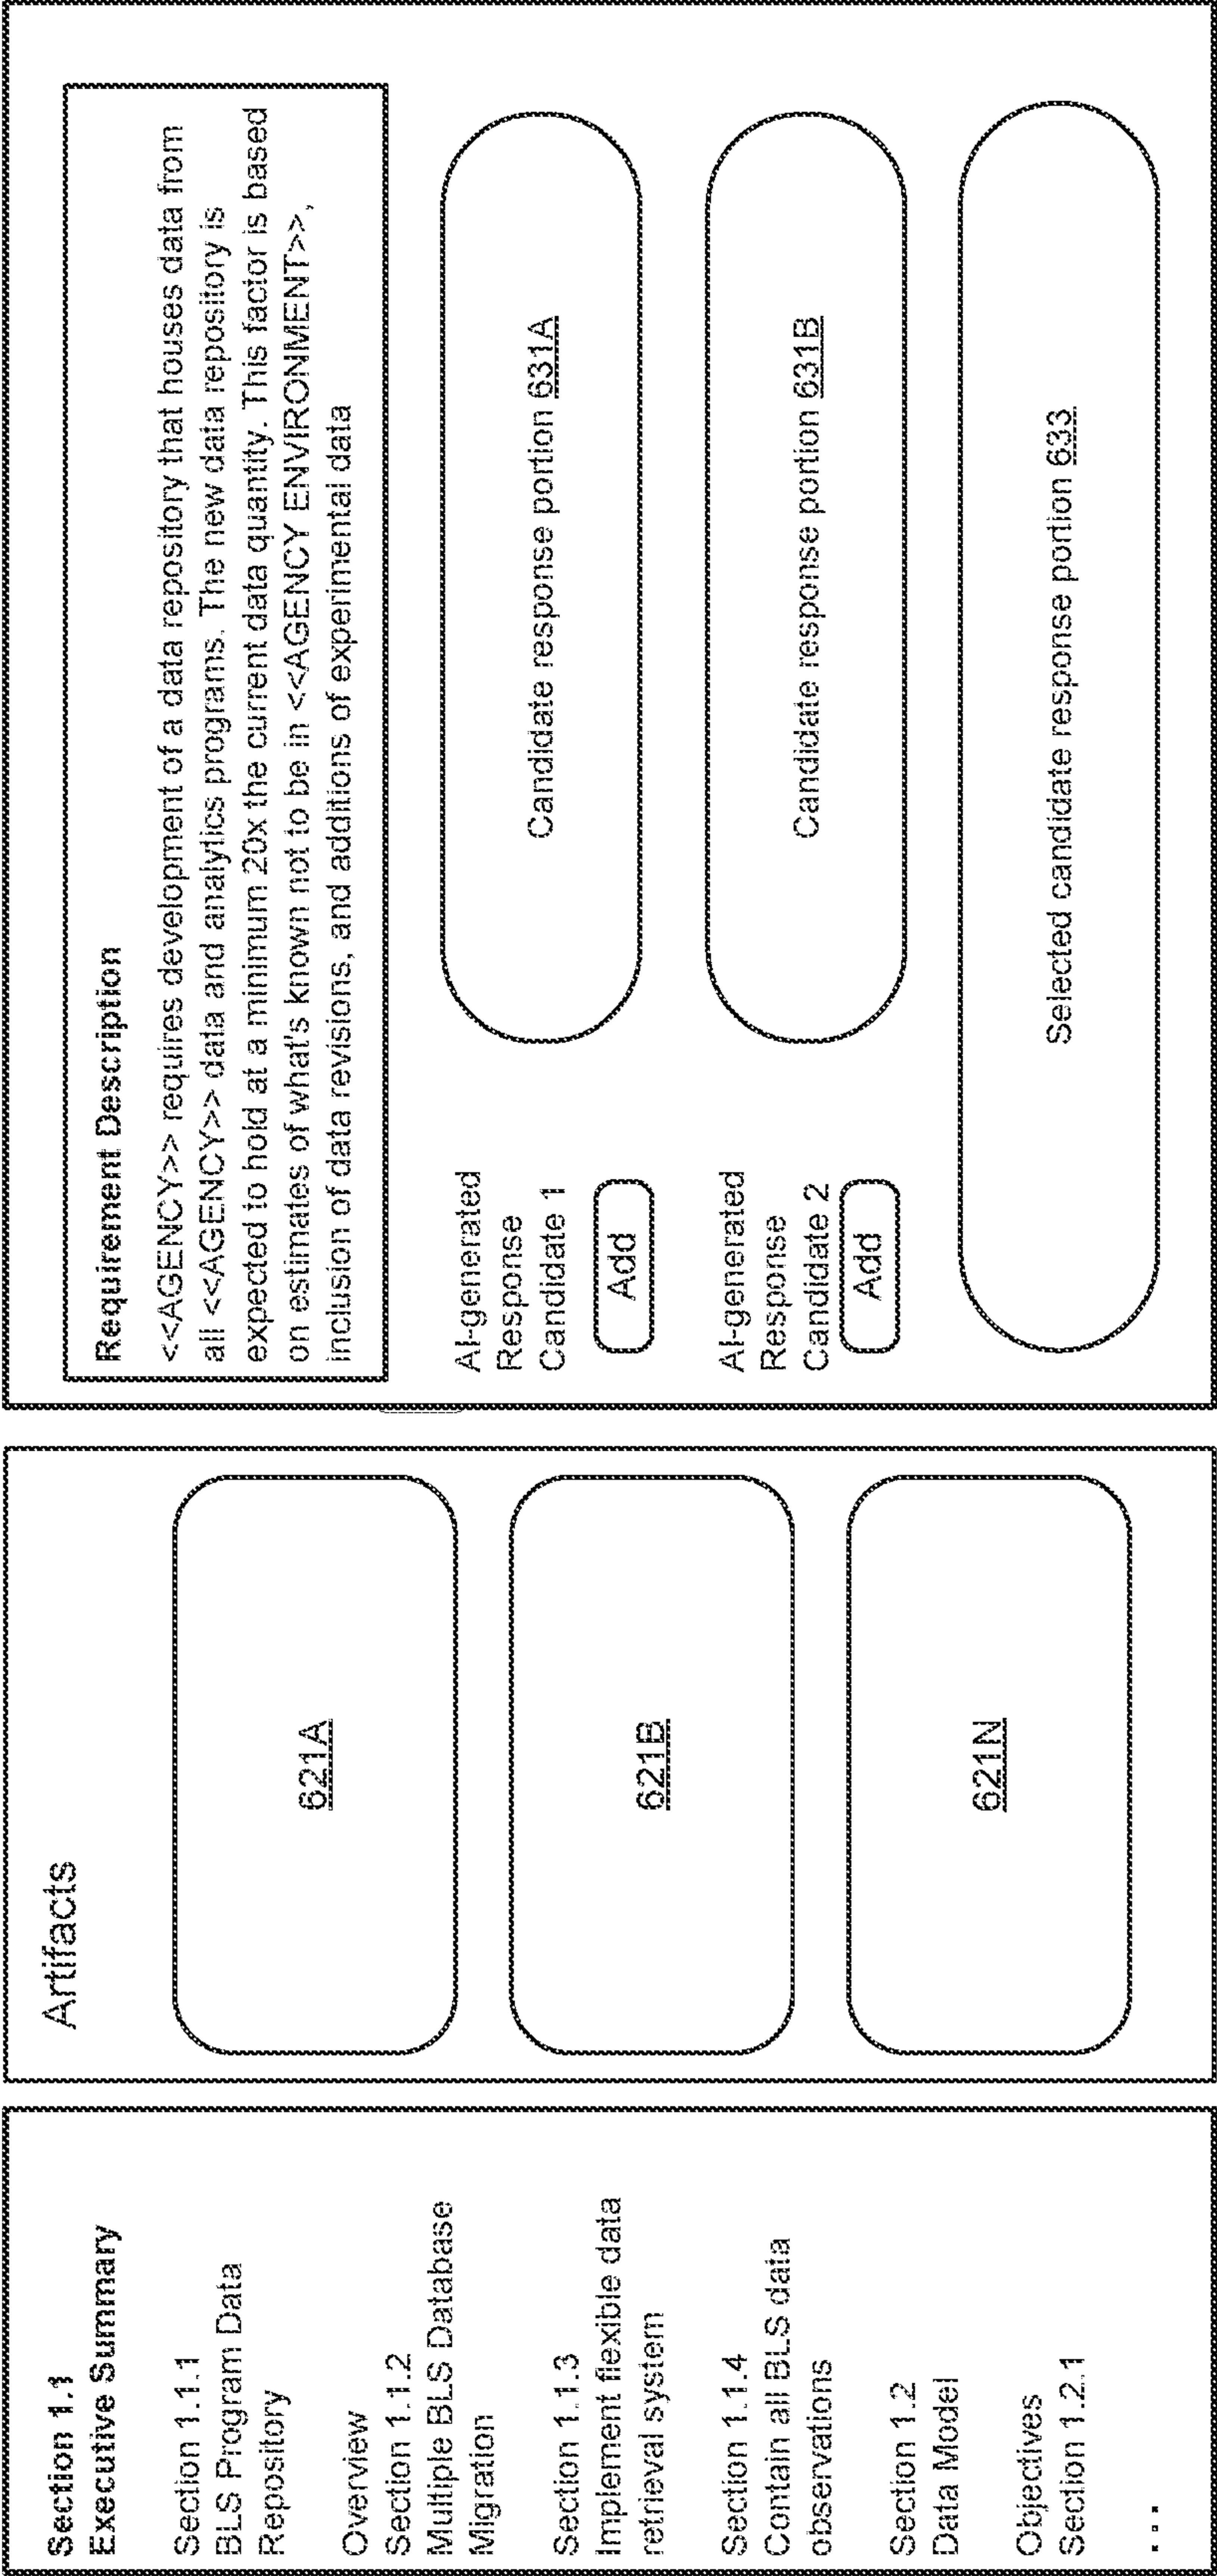 Section 1.1
Executive Summary
Section 1.1.1
BLS Program Data
Repository
Overview
Section 1.1.2
Multiple BLS Database
Migration
Section 1.1.3
Implement flexible data
retrieval system
Section 1.1.4
Contain all BLS data
observations
Section 1.2
Data Model
Objectives
Section 1.2.1
...
Artifacts
621A
621B
621N
Requirement Description
<<AGENCY>> requires development of a data repository that houses data from
all <<AGENCY>> data and analytics programs. The new data repository is
expected to hold at a minimum 20x the current data quantity. This factor is based
on estimates of what's known not to be in <<AGENCY ENVIRONMENT>>,
inclusion of data revisions, and additions of experimental data
AI-generated
Response
Candidate 1
Add
Candidate response portion 631A
AI-generated
Response
Candidate 2
Add
Candidate response portion 631B
Selected candidate response portion 633